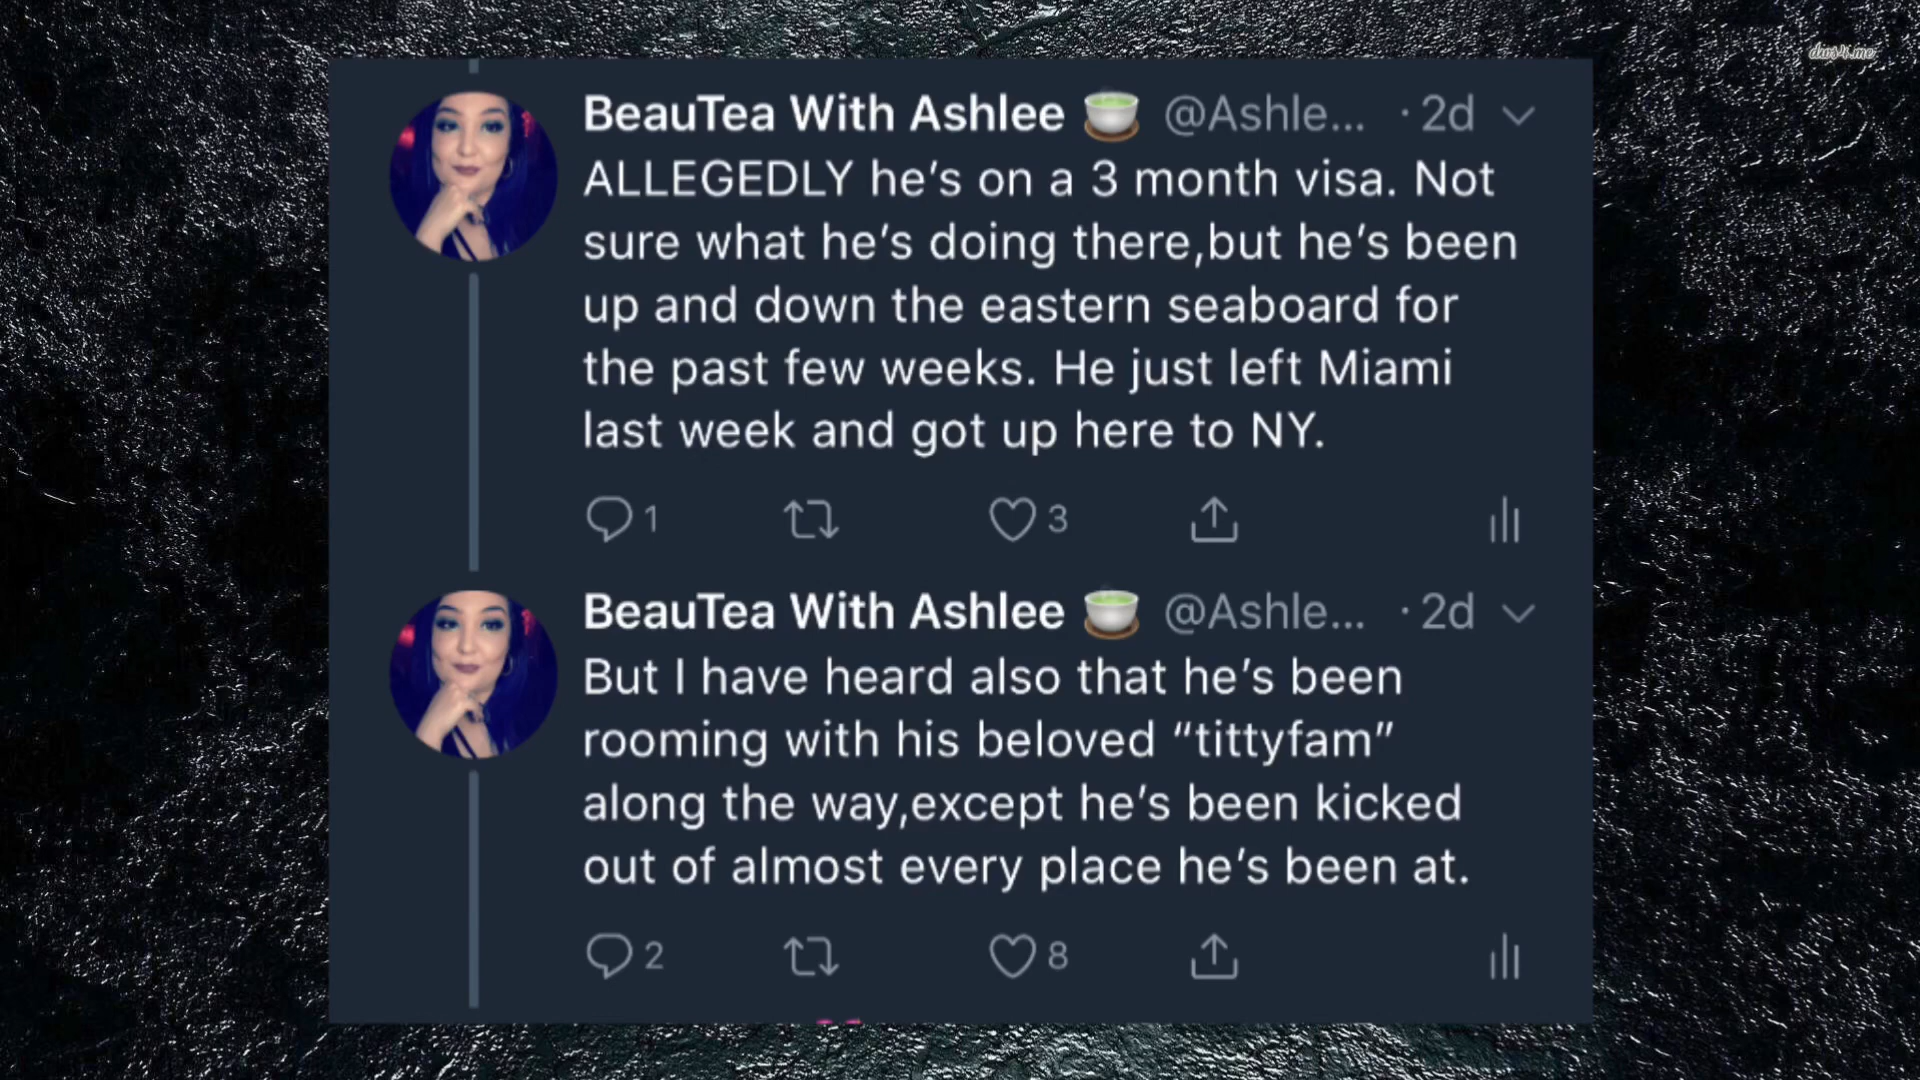 BeauTea With Ashlee 🍵 @Ashle... · 2d
ALLEGEDLY he's on a 3 month visa. Not
sure what he's doing there,but he's been
up and down the eastern seaboard for
the past few weeks. He just left Miami
last week and got up here to NY.
1 3
BeauTea With Ashlee 🍵 @Ashle... · 2d
But I have heard also that he's been
rooming with his beloved “tittyfam”
along the way,except he's been kicked
out of almost every place he's been at.
2 8